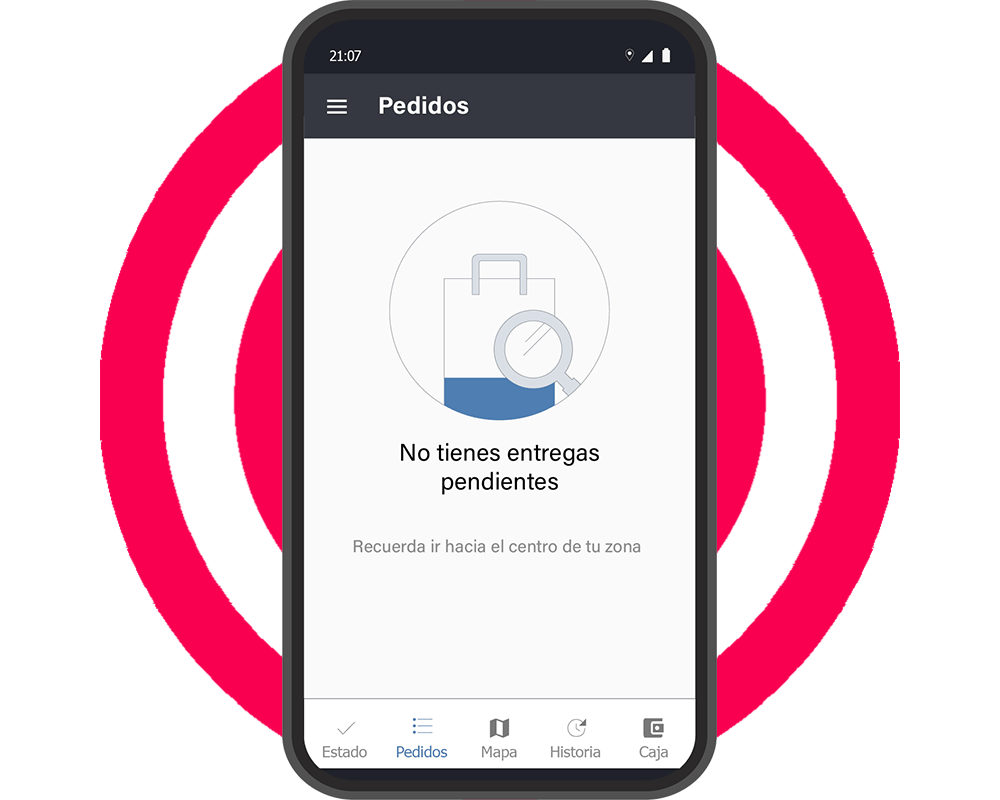 21:07
Pedidos
No tienes entregas
pendientes
Recuerda ir hacia el centro de tu zona
Estado Pedidos Mapa Historia Caja